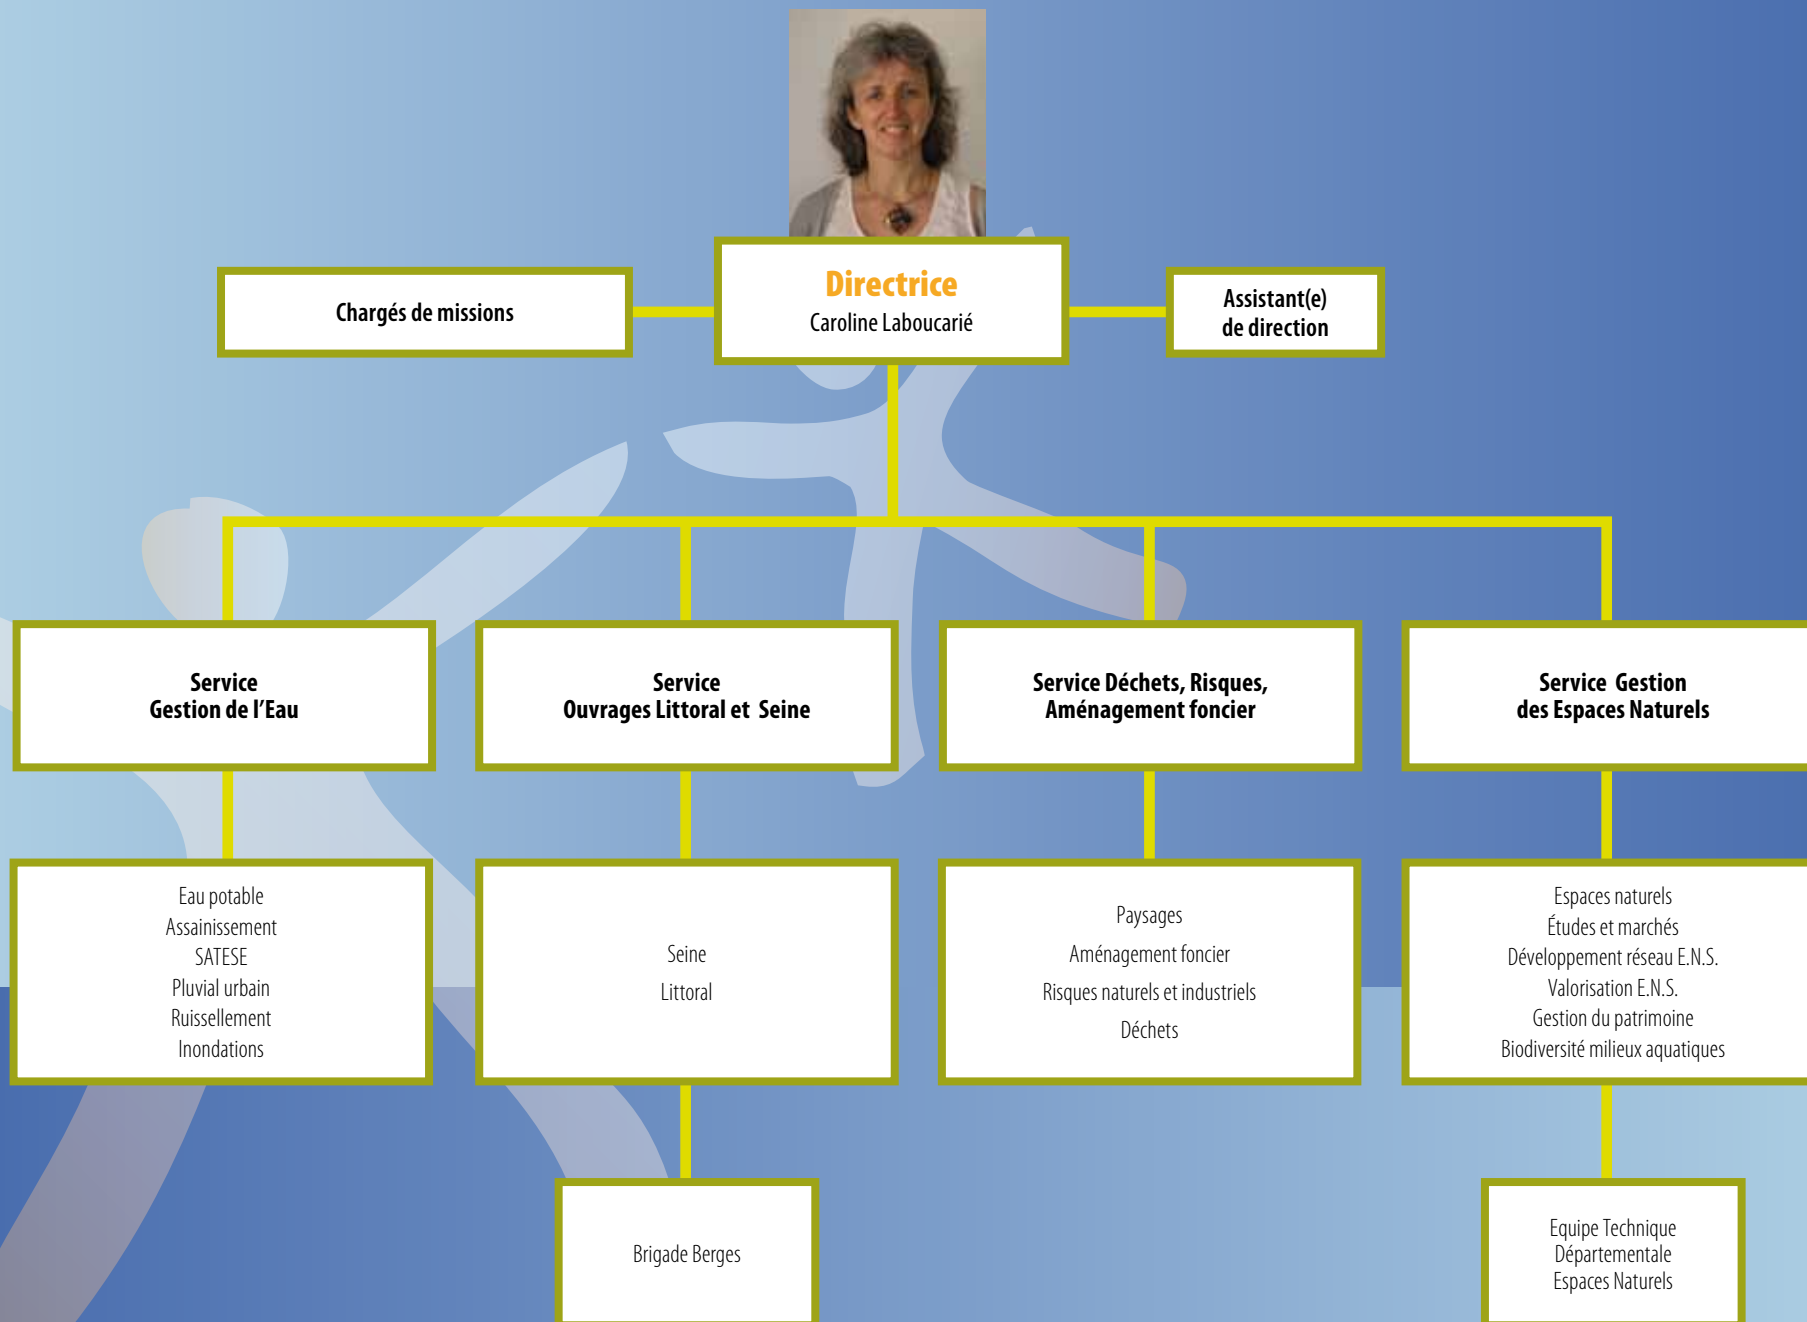 Directrice
Caroline Laboucarié
Chargés de missions
Assistant(e)
de direction
Service
Gestion de l'Eau
Service
Ouvrages Littoral et Seine
Service Déchets, Risques,
Aménagement foncier
Service Gestion
des Espaces Naturels
Eau potable
Assainissement
SATESE
Pluvial urbain
Ruissellement
Inondations
Seine
Littoral
Paysages
Aménagement foncier
Risques naturels et industriels
Déchets
Espaces naturels
Études et marchés
Développement réseau E.N.S.
Valorisation E.N.S.
Gestion du patrimoine
Biodiversité milieux aquatiques
Brigade Berges
Equipe Technique
Départementale
Espaces Naturels